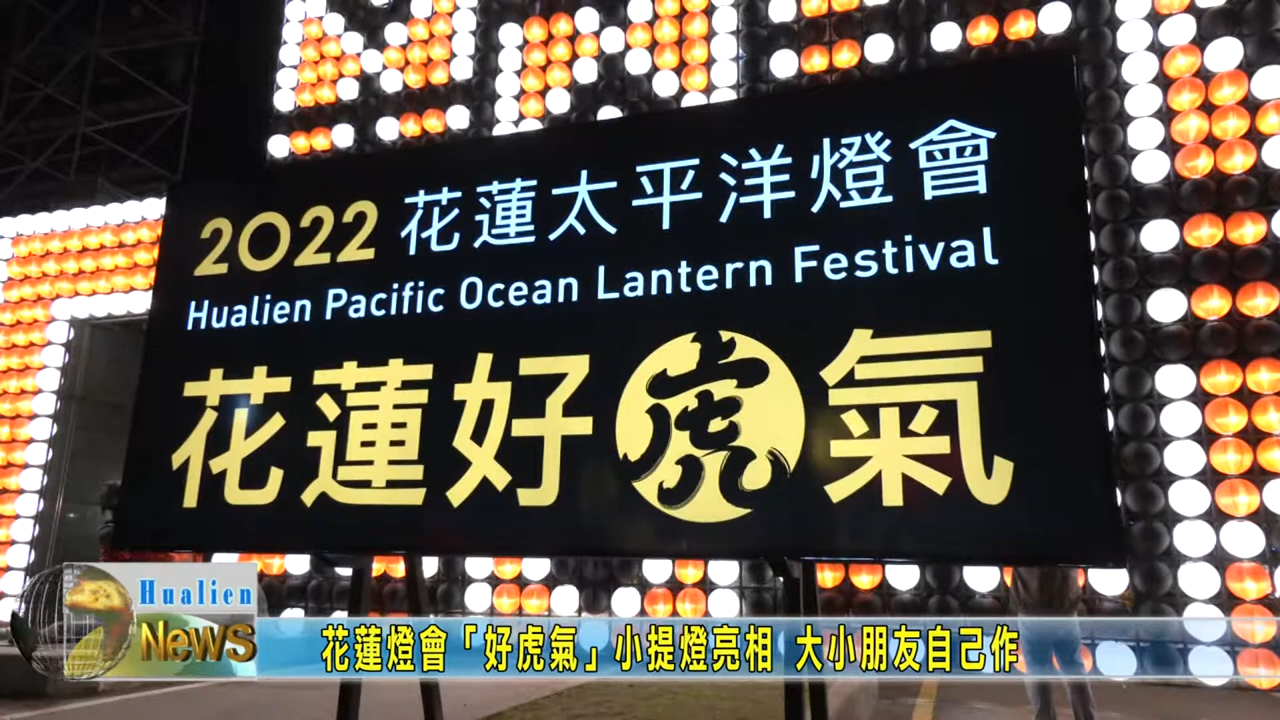 2022 花蓮太平洋燈會
Hualien Pacific Ocean Lantern Festival
花蓮好虎氣
Hualien
News
花蓮燈會「好虎氣」小提燈亮相 大小朋友自己作